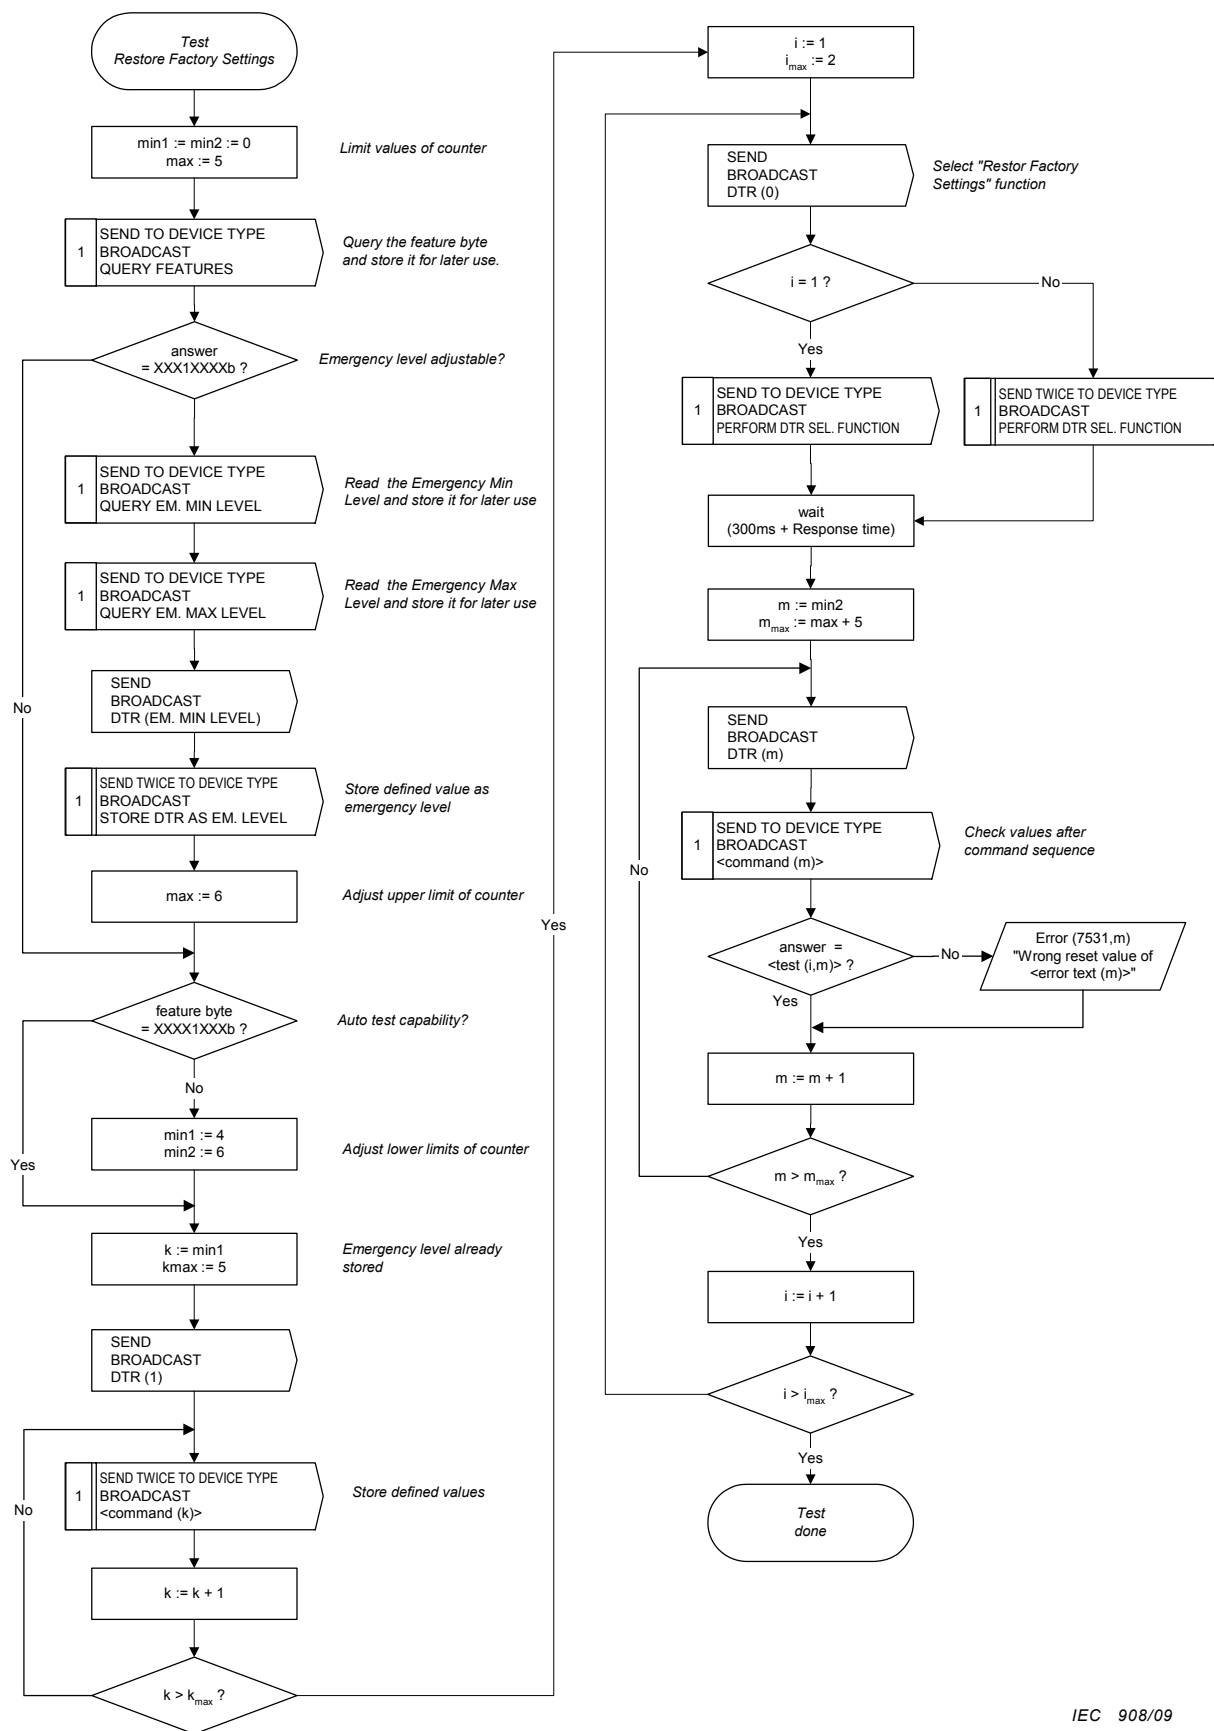 Test
Restore Factory Settings
min1 := min2 := 0
max := 5
Limit values of counter
1
SEND TO DEVICE TYPE
BROADCAST
QUERY FEATURES
Query the feature byte
and store it for later use.
answer
= XXX1XXXXb ?
Emergency level adjustable?
1
SEND TO DEVICE TYPE
BROADCAST
QUERY EM. MIN LEVEL
Read the Emergency Min
Level and store it for later use
1
SEND TO DEVICE TYPE
BROADCAST
QUERY EM. MAX LEVEL
Read the Emergency Max
Level and store it for later use
SEND
BROADCAST
DTR (EM. MIN LEVEL)
No
1
SEND TWICE TO DEVICE TYPE
BROADCAST
STORE DTR AS EM. LEVEL
Store defined value as
emergency level
max := 6
Adjust upper limit of counter
feature byte
= XXXX1XXXb ?
Auto test capability?
No
min1 := 4
min2 := 6
Adjust lower limits of counter
Yes
k := min1
kmax := 5
Emergency level already
stored
SEND
BROADCAST
DTR (1)
1
SEND TWICE TO DEVICE TYPE
BROADCAST
<command (k)>
Store defined values
No
k := k + 1
k > kmax ?
Yes
i := 1
imax := 2
SEND
BROADCAST
DTR (0)
Select "Restor Factory
Settings" function
i = 1 ?
No
Yes
1
SEND TO DEVICE TYPE
BROADCAST
PERFORM DTR SEL. FUNCTION
1
SEND TWICE TO DEVICE TYPE
BROADCAST
PERFORM DTR SEL. FUNCTION
wait
(300ms + Response time)
m := min2
mmax := max + 5
SEND
BROADCAST
DTR (m)
1
SEND TO DEVICE TYPE
BROADCAST
<command (m)>
Check values after
command sequence
No
answer =
<test (i,m)> ?
No
Error (7531,m)
"Wrong reset value of
<error text (m)>"
Yes
m := m + 1
m > mmax ?
Yes
i := i + 1
i > imax ?
Yes
Test
done
IEC 908/09